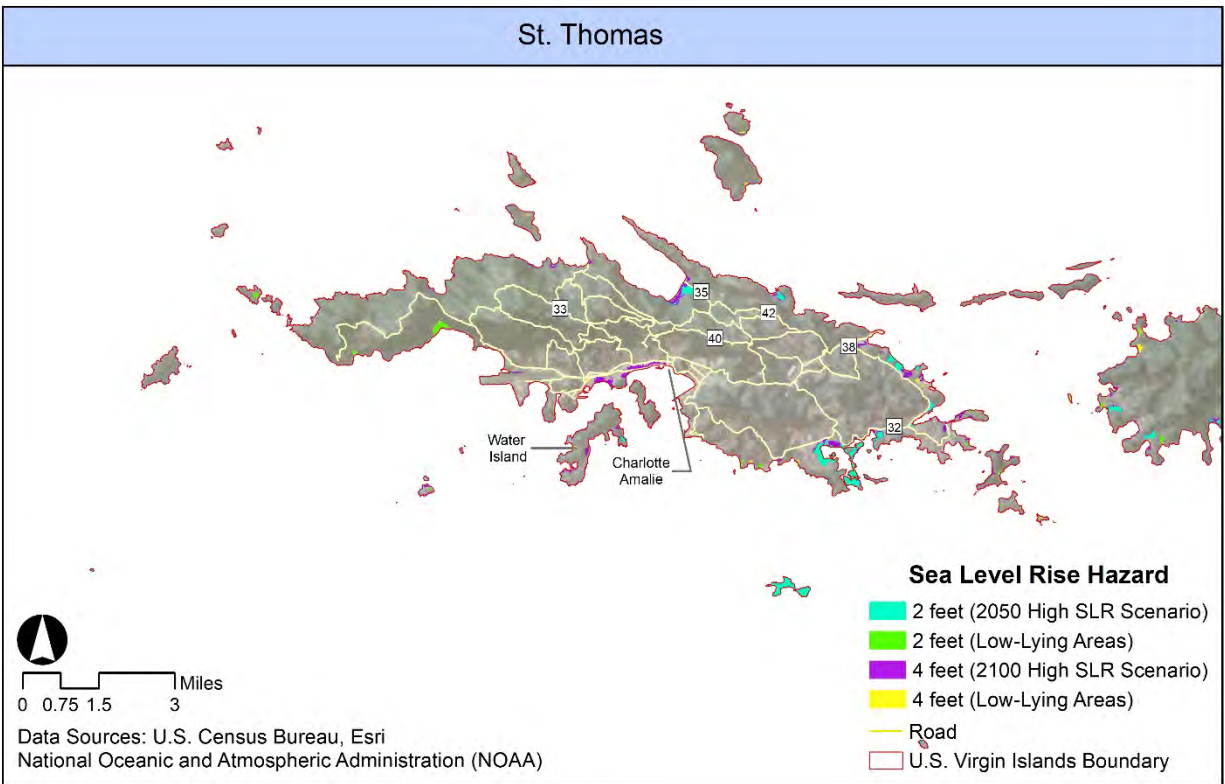 St. Thomas
35
33
42
40
38
32
Water
Island
Charlotte
Amalie
Sea Level Rise Hazard
2 feet (2050 High SLR Scenario)
2 feet (Low-Lying Areas)
4 feet (2100 High SLR Scenario)
4 feet (Low-Lying Areas)
Road
U.S. Virgin Islands Boundary
Miles
0 0.75 1.5 3
Data Sources: U.S. Census Bureau, Esri
National Oceanic and Atmospheric Administration (NOAA)